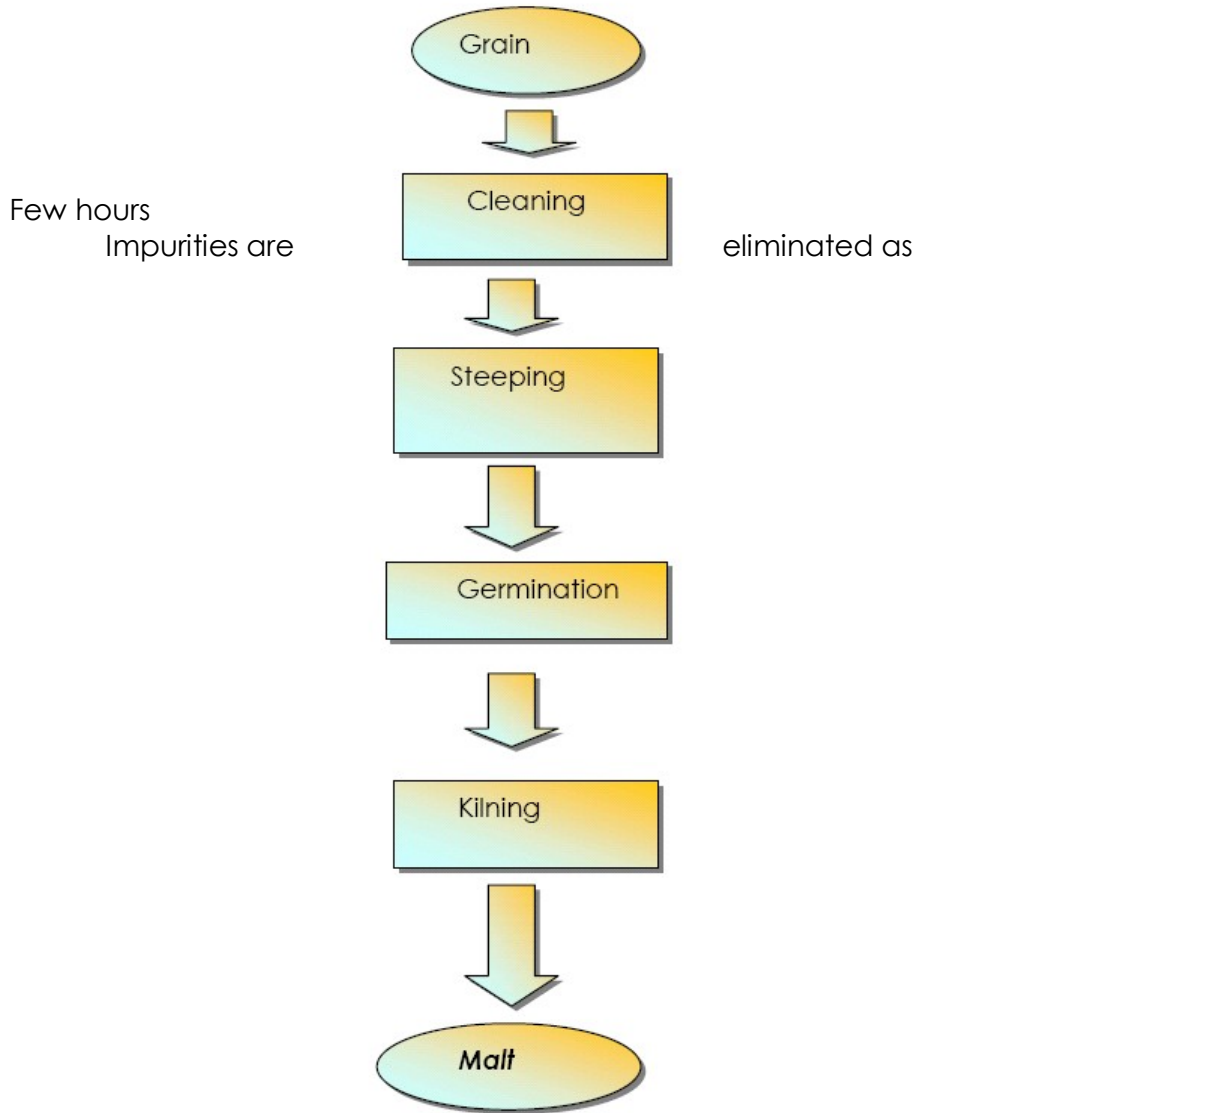 Grain
Cleaning
Few hours
Impurities are eliminated as
Steeping
Germination
Kilning
Malt